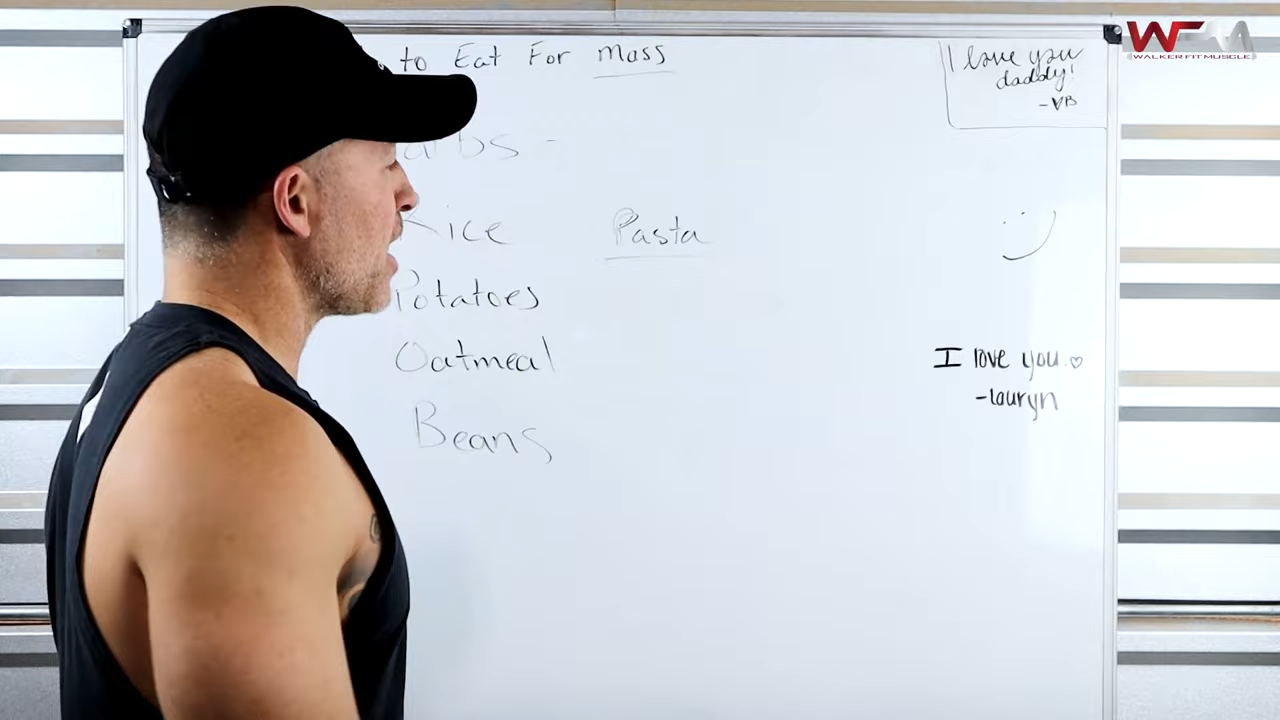 to Eat For Mass
arbs -
Rice Pasta
Potatoes
Oatmeal
Beans
I love you
daddy!
I love you.♡
-lauryn
WFM
WALKER FIT MUSCLE